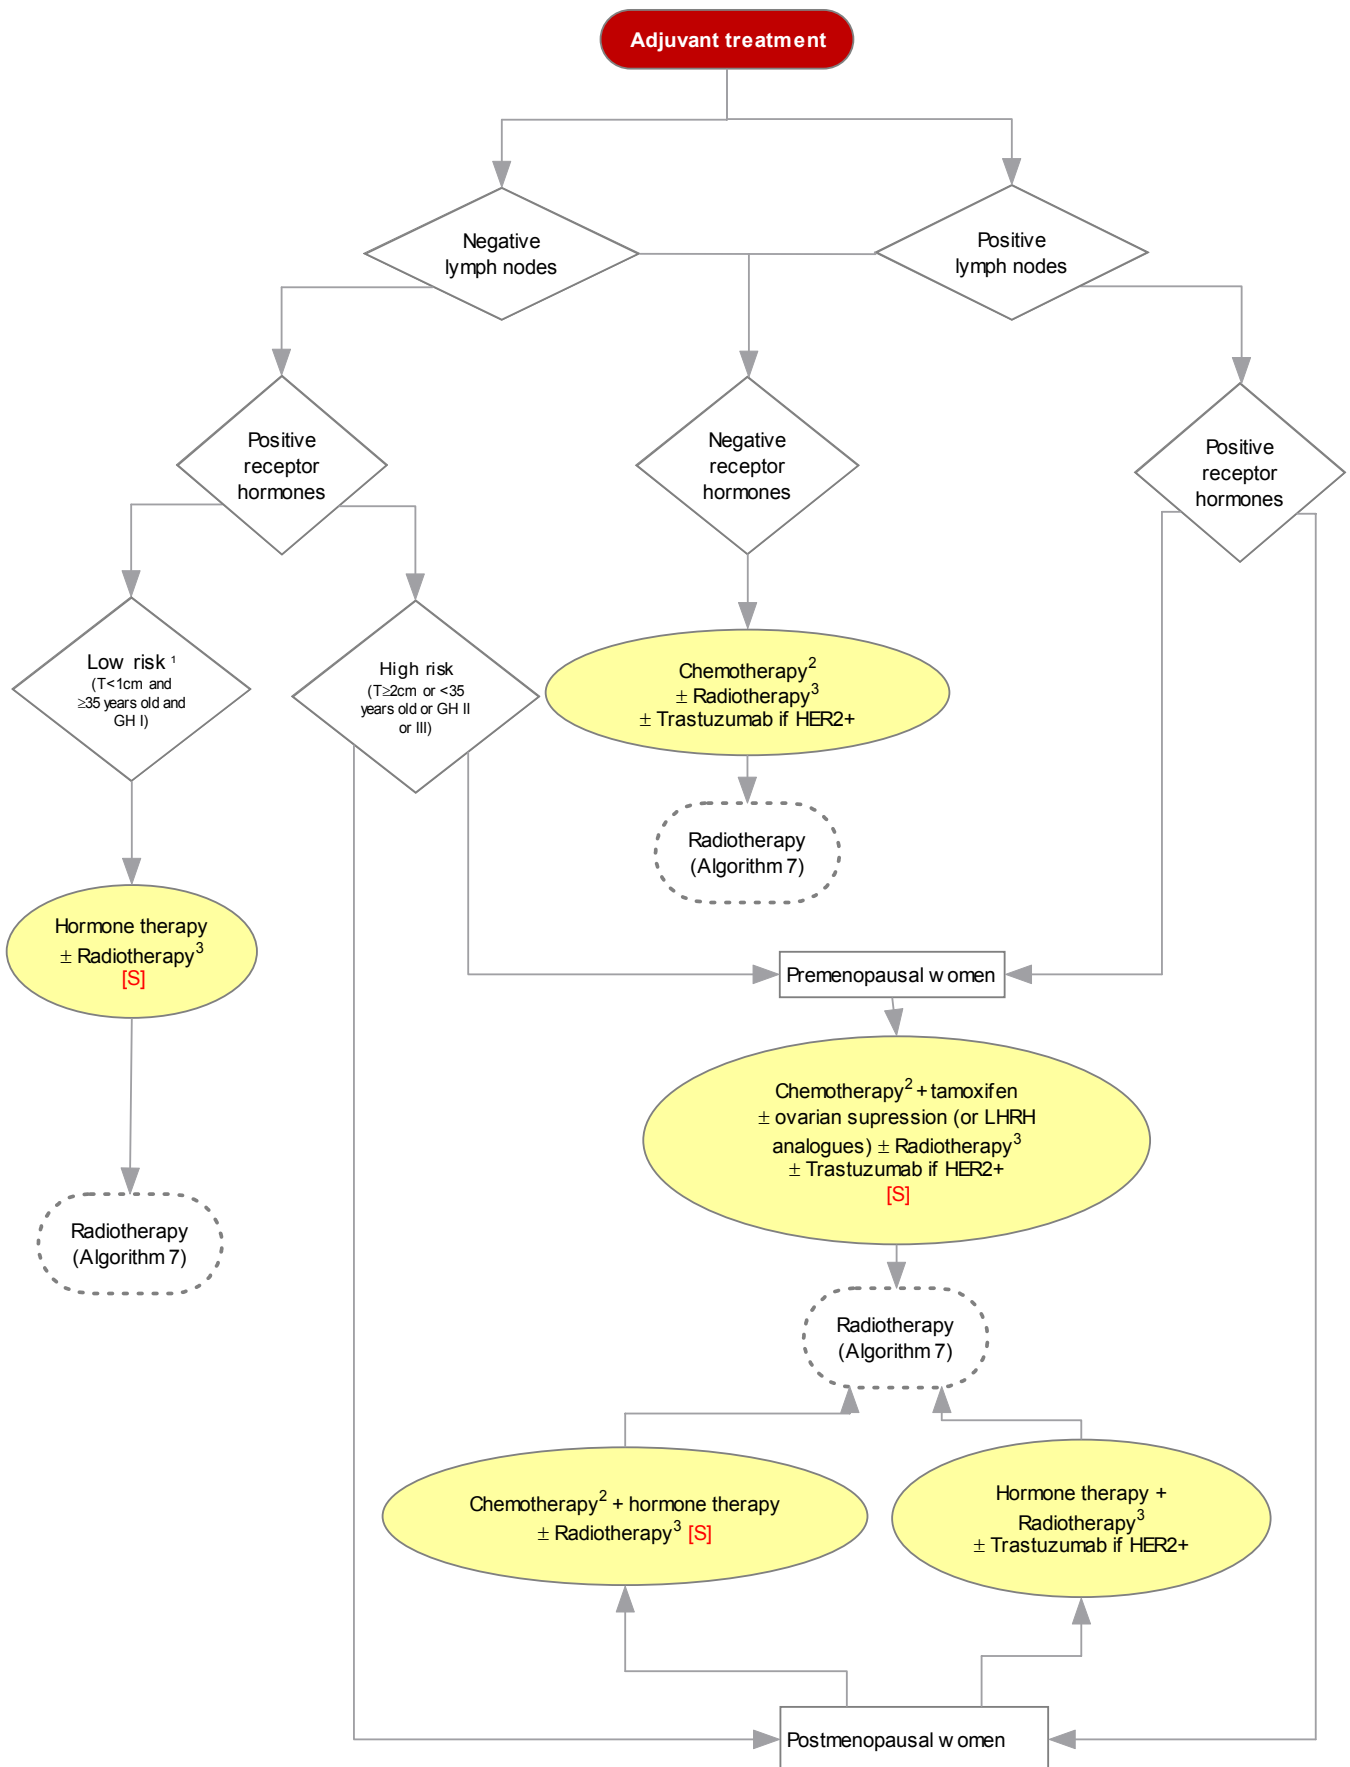 Adjuvant treatment
Negative
lymph nodes
Positive
lymph nodes
Positive
receptor
hormones
Negative
receptor
hormones
Positive
receptor
hormones
Low risk ¹
(T<1cm and
≥35 years old and
GH I)
High risk
(T≥2cm or <35
years old or GH II
or III)
Chemotherapy²
± Radiotherapy³
± Trastuzumab if HER2+
Radiotherapy
(Algorithm 7)
Hormone therapy
± Radiotherapy³
[S]
Premenopausal women
Chemotherapy² + tamoxifen
± ovarian supression (or LHRH
analogues) ± Radiotherapy³
± Trastuzumab if HER2+
[S]
Radiotherapy
(Algorithm 7)
Radiotherapy
(Algorithm 7)
Chemotherapy² + hormone therapy
± Radiotherapy³ [S]
Hormone therapy +
Radiotherapy³
± Trastuzumab if HER2+
Postmenopausal women